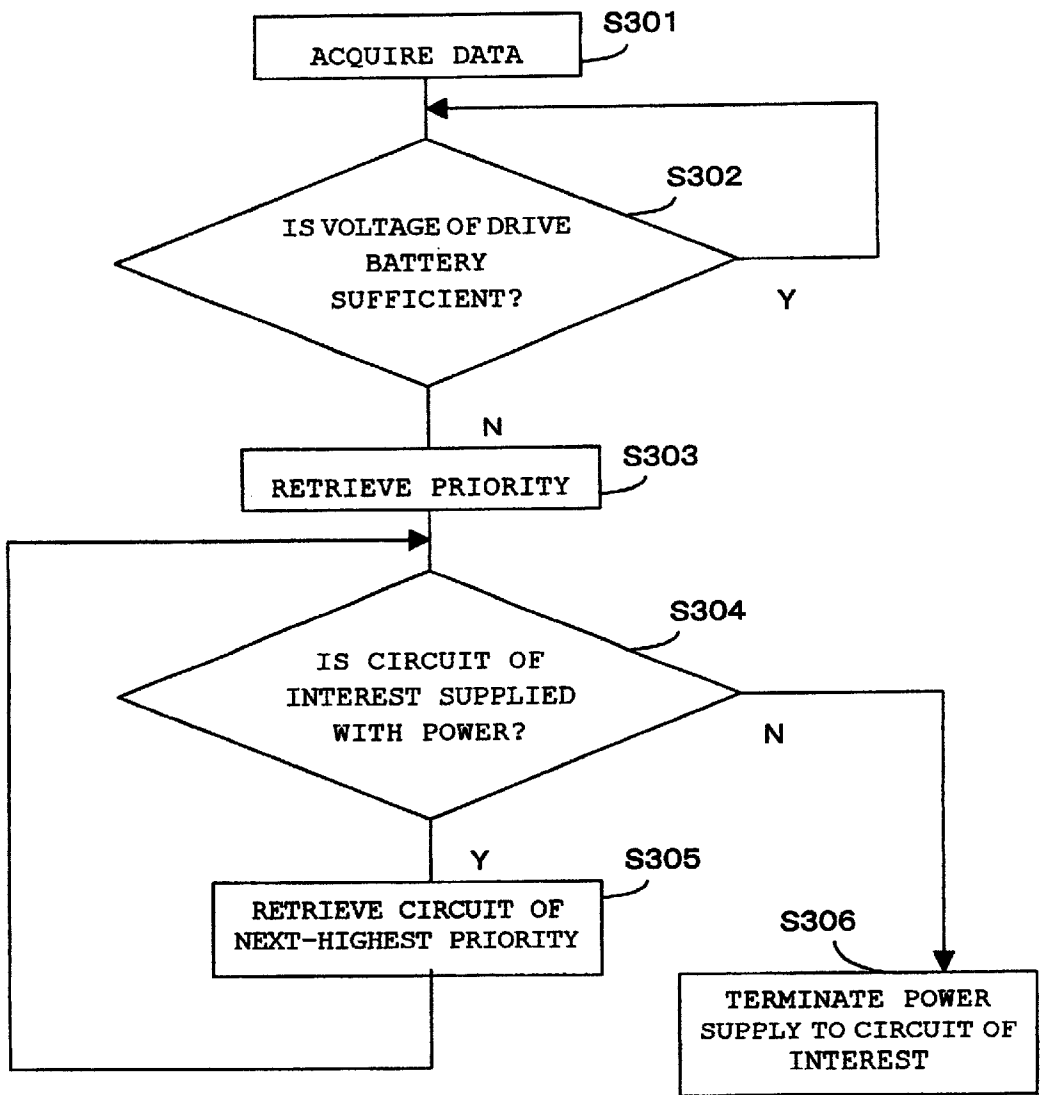 S301
ACQUIRE DATA
S302
IS VOLTAGE OF DRIVE
BATTERY
SUFFICIENT?
Y
N
S303
RETRIEVE PRIORITY
S304
IS CIRCUIT OF
INTEREST SUPPLIED
WITH POWER?
N
Y
S305
RETRIEVE CIRCUIT OF
NEXT-HIGHEST PRIORITY
S306
TERMINATE POWER
SUPPLY TO CIRCUIT OF
INTEREST